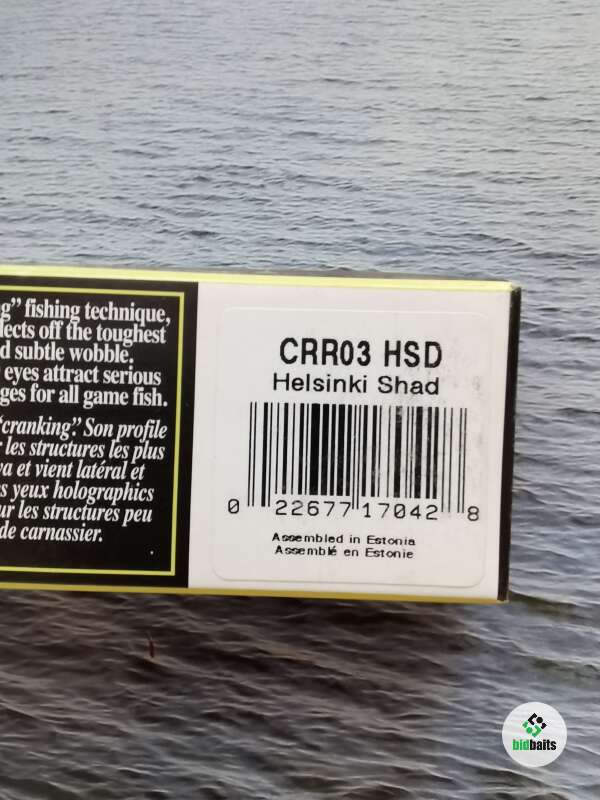 g” fishing technique,
lects off the toughest
d subtle wobble.
eyes attract serious
ges for all game fish.
“cranking.” Son profile
les structures les plus
va et vient latéral et
s yeux holographics
ur les structures peu
de carnassier.
CRR03 HSD
Helsinki Shad
0 22677 17042 8
Assembled in Estonia
Assemblé en Estonie
bidbaits